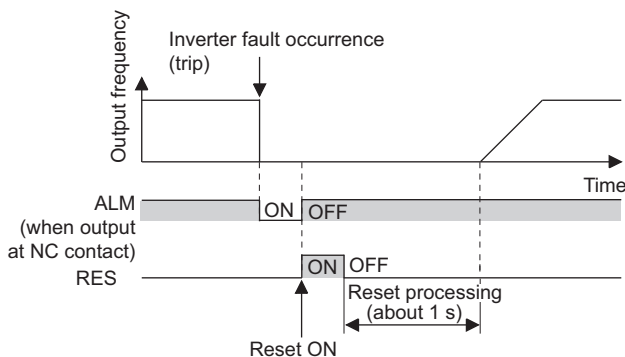 Inverter fault occurrence
(trip)
Output frequency
Time
ALM
(when output
at NC contact)
ON
OFF
RES
ON
OFF
Reset processing
(about 1 s)
Reset ON